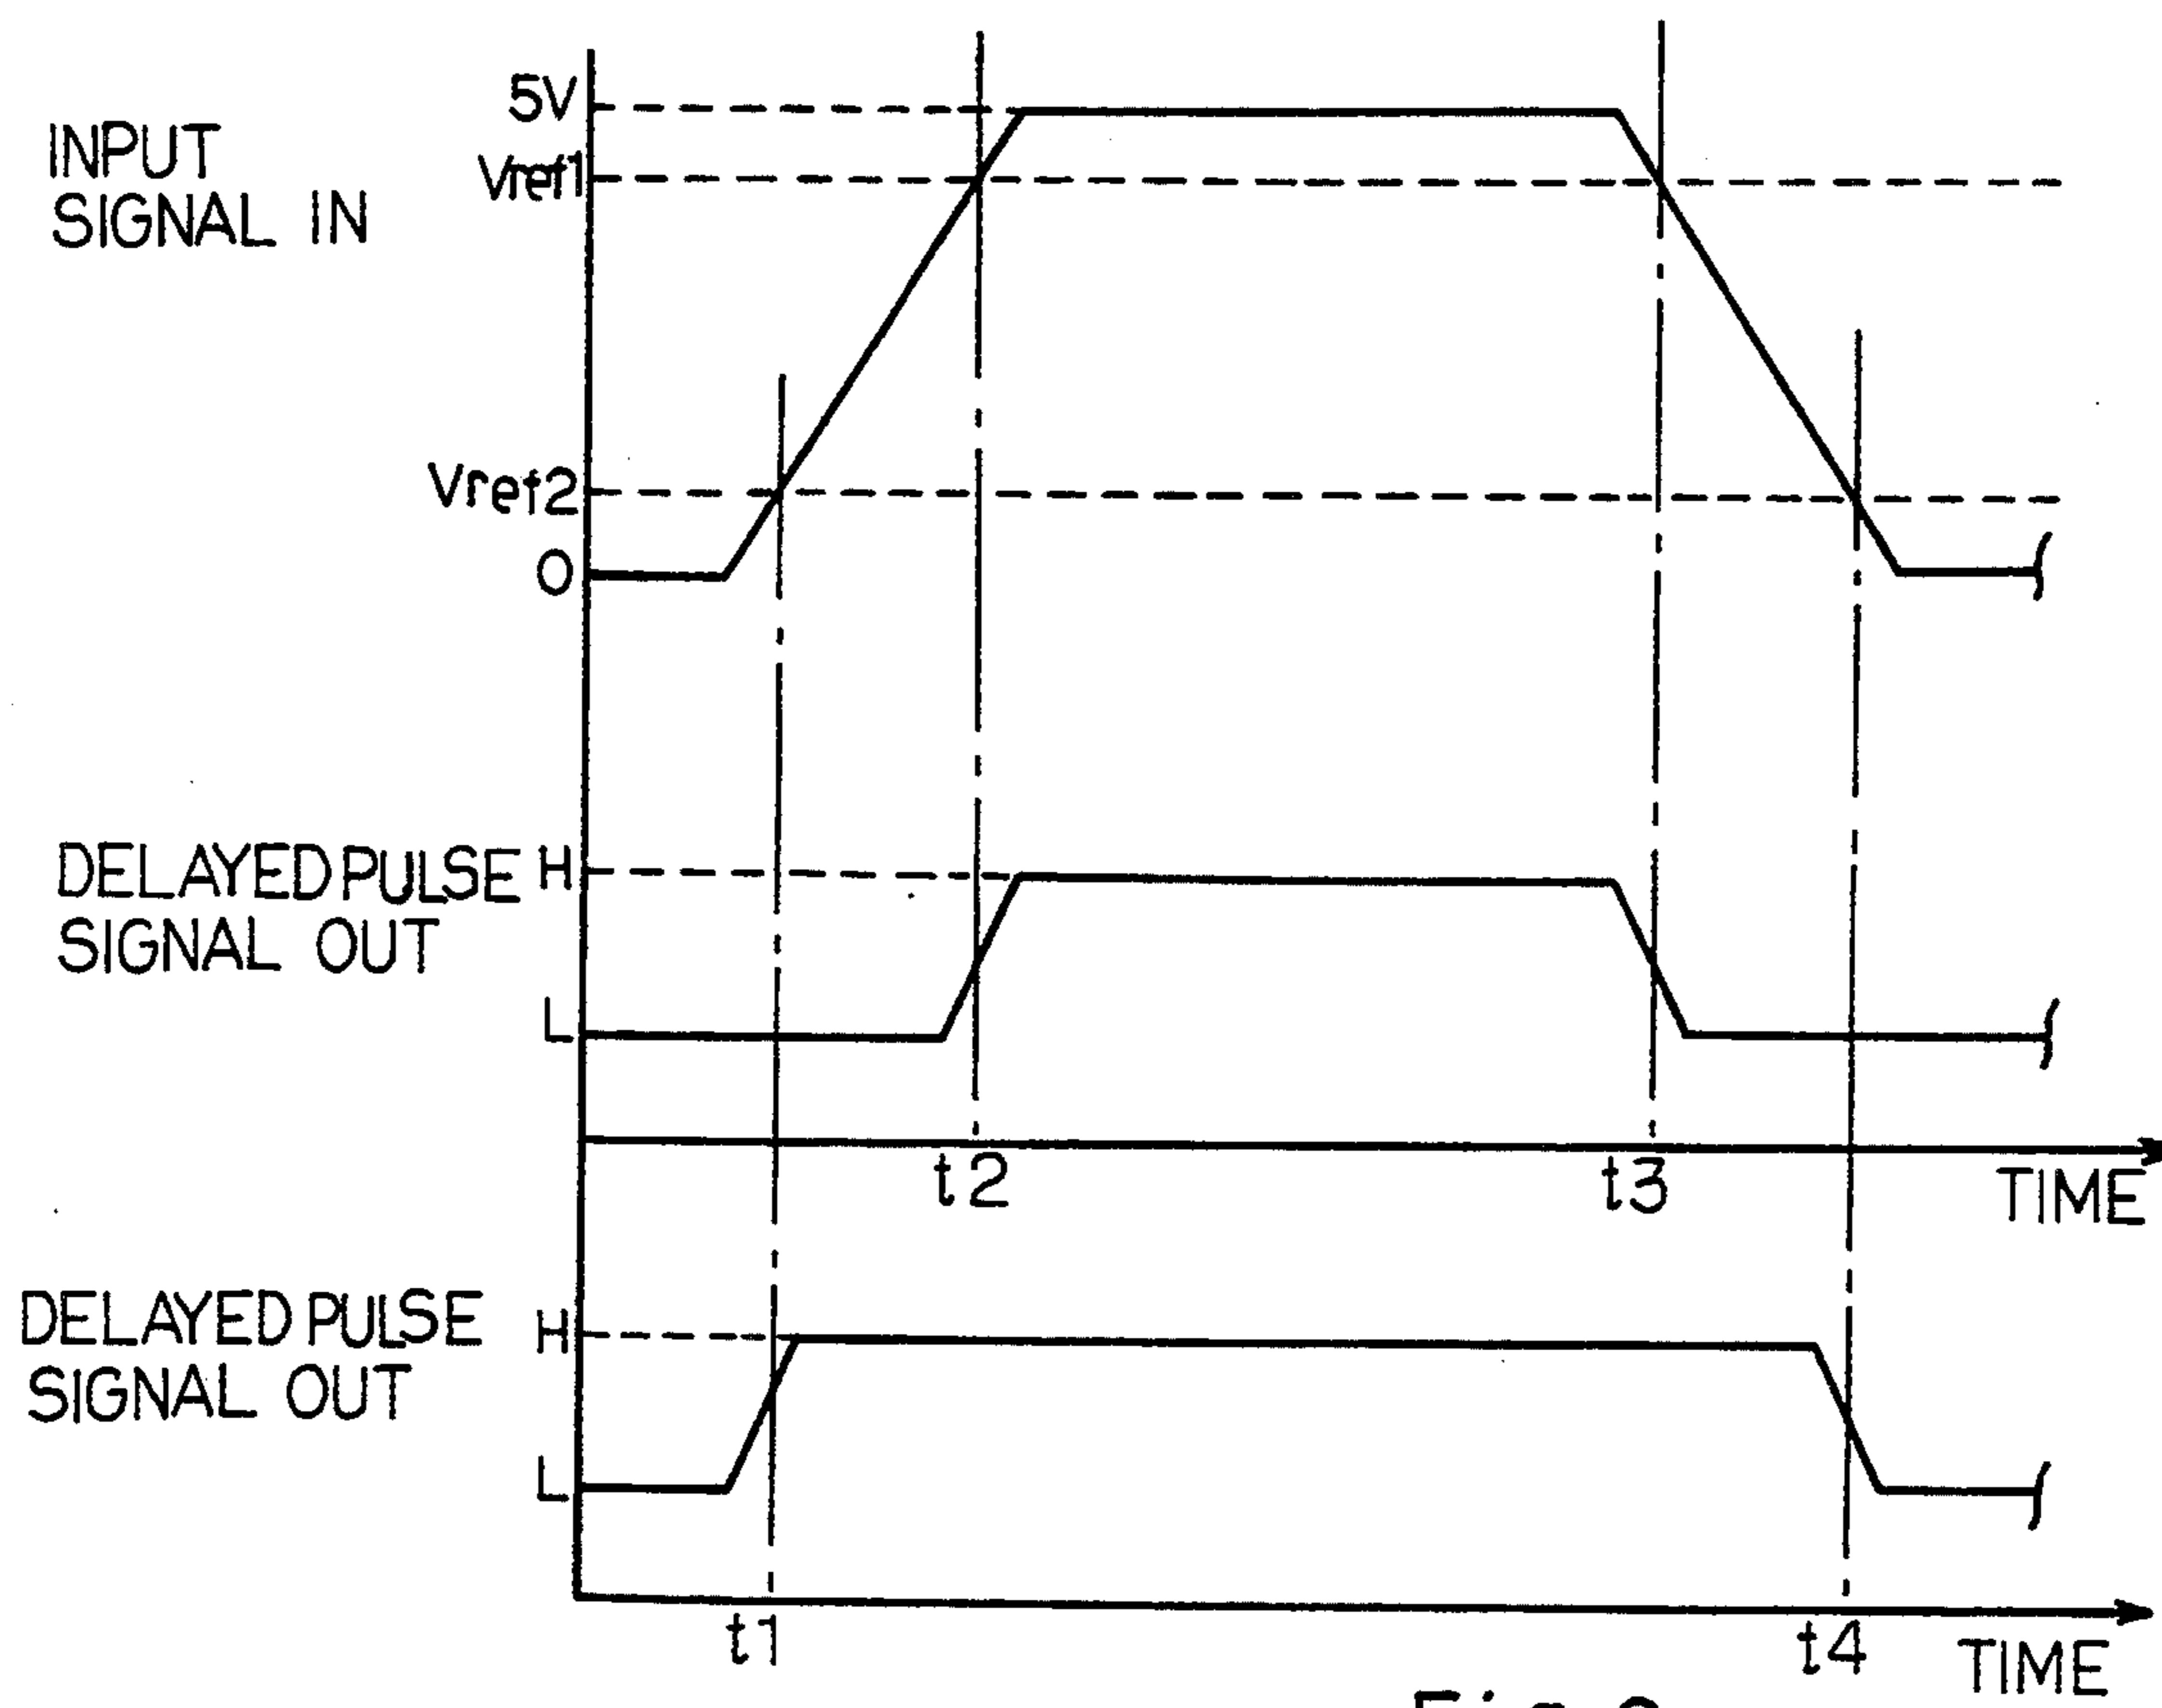 5V
INPUT
SIGNAL IN
Vref1
Vref2
0
DELAYED PULSE
SIGNAL OUT
H
L
t2
t3
TIME
DELAYED PULSE
SIGNAL OUT
H
L
t1
t4
TIME